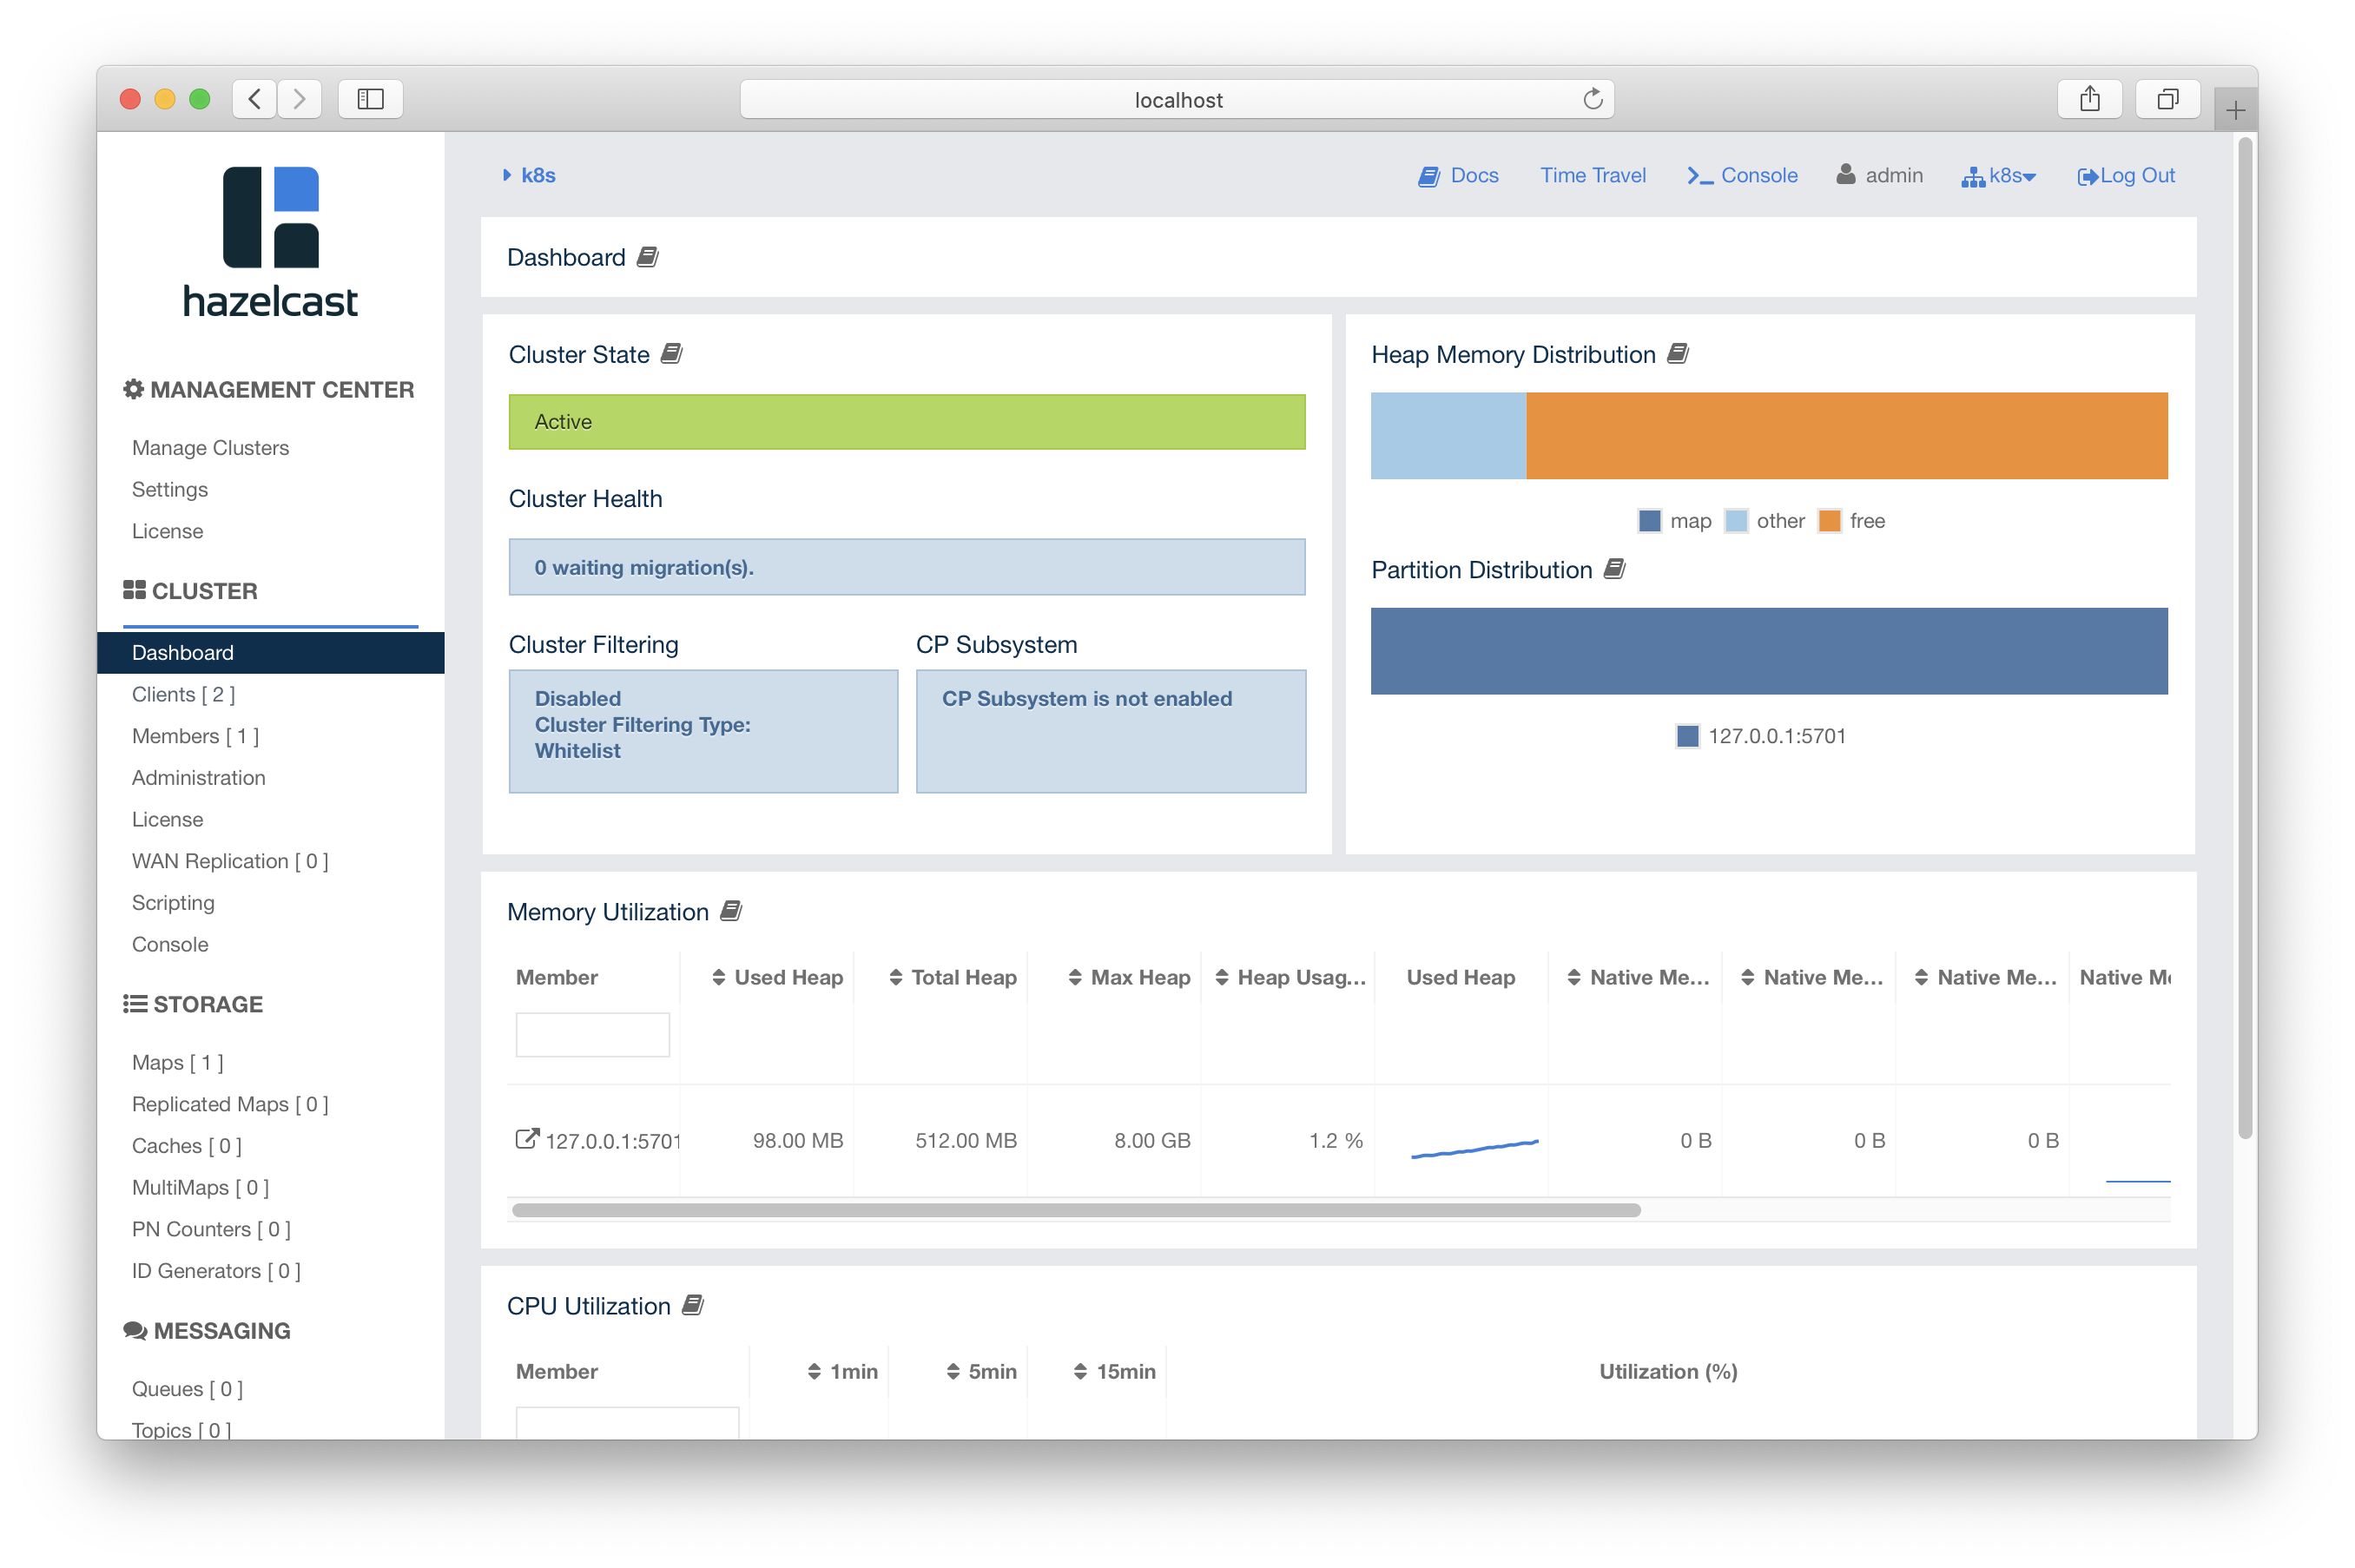 localhost
hazelcast
MANAGEMENT CENTER
Manage Clusters
Settings
License
CLUSTER
Dashboard
Clients [ 2 ]
Members [ 1 ]
Administration
License
WAN Replication [ 0 ]
Scripting
Console
STORAGE
Maps [ 1 ]
Replicated Maps [ 0 ]
Caches [ 0 ]
MultiMaps [ 0 ]
PN Counters [ 0 ]
ID Generators [ 0 ]
MESSAGING
Queues [ 0 ]
Topics [ 0 ]
k8s Docs Time Travel Console admin k8s Log Out
Dashboard
Cluster State
Active
Cluster Health
0 waiting migration(s).
Cluster Filtering
Disabled
Cluster Filtering Type:
Whitelist
CP Subsystem
CP Subsystem is not enabled
Heap Memory Distribution
map other free
Partition Distribution
127.0.0.1:5701
Memory Utilization
Member Used Heap Total Heap Max Heap Heap Usag... Used Heap Native Me... Native Me... Native Me... Native M
127.0.0.1:5701 98.00 MB 512.00 MB 8.00 GB 1.2 % 0 B 0 B 0 B
CPU Utilization
Member 1min 5min 15min Utilization (%)